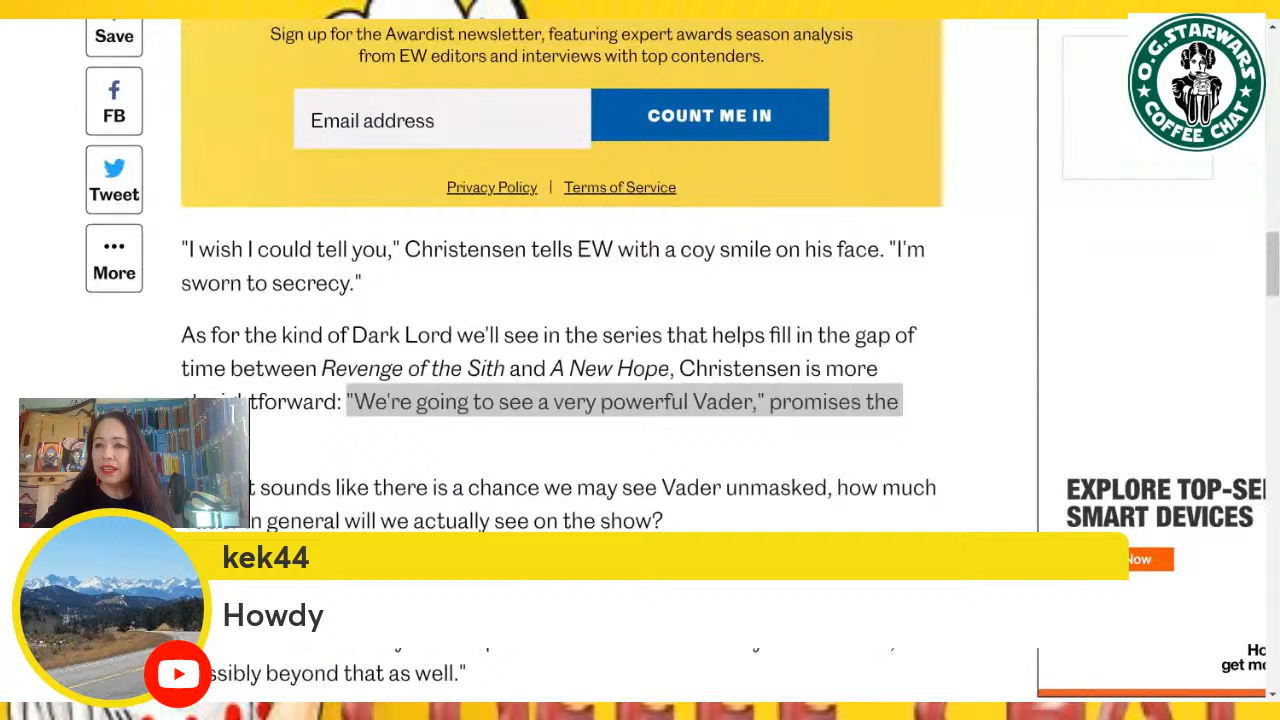 Save
FB
Tweet
More
Sign up for the Awardist newsletter, featuring expert awards season analysis
from EW editors and interviews with top contenders.
Email address
COUNT ME IN
Privacy Policy | Terms of Service
"I wish I could tell you," Christensen tells EW with a coy smile on his face. "I'm
sworn to secrecy."
As for the kind of Dark Lord we'll see in the series that helps fill in the gap of
time between Revenge of the Sith and A New Hope, Christensen is more
"We're going to see a very powerful Vader," promises the
sounds like there is a chance we may see Vader unmasked, how much
general will we actually see on the show?
beyond that as well."
kek44
Howdy
O.G. STARWARS
COFFEE CHAT
EXPLORE TOP-SE
SMART DEVICES
Now
get